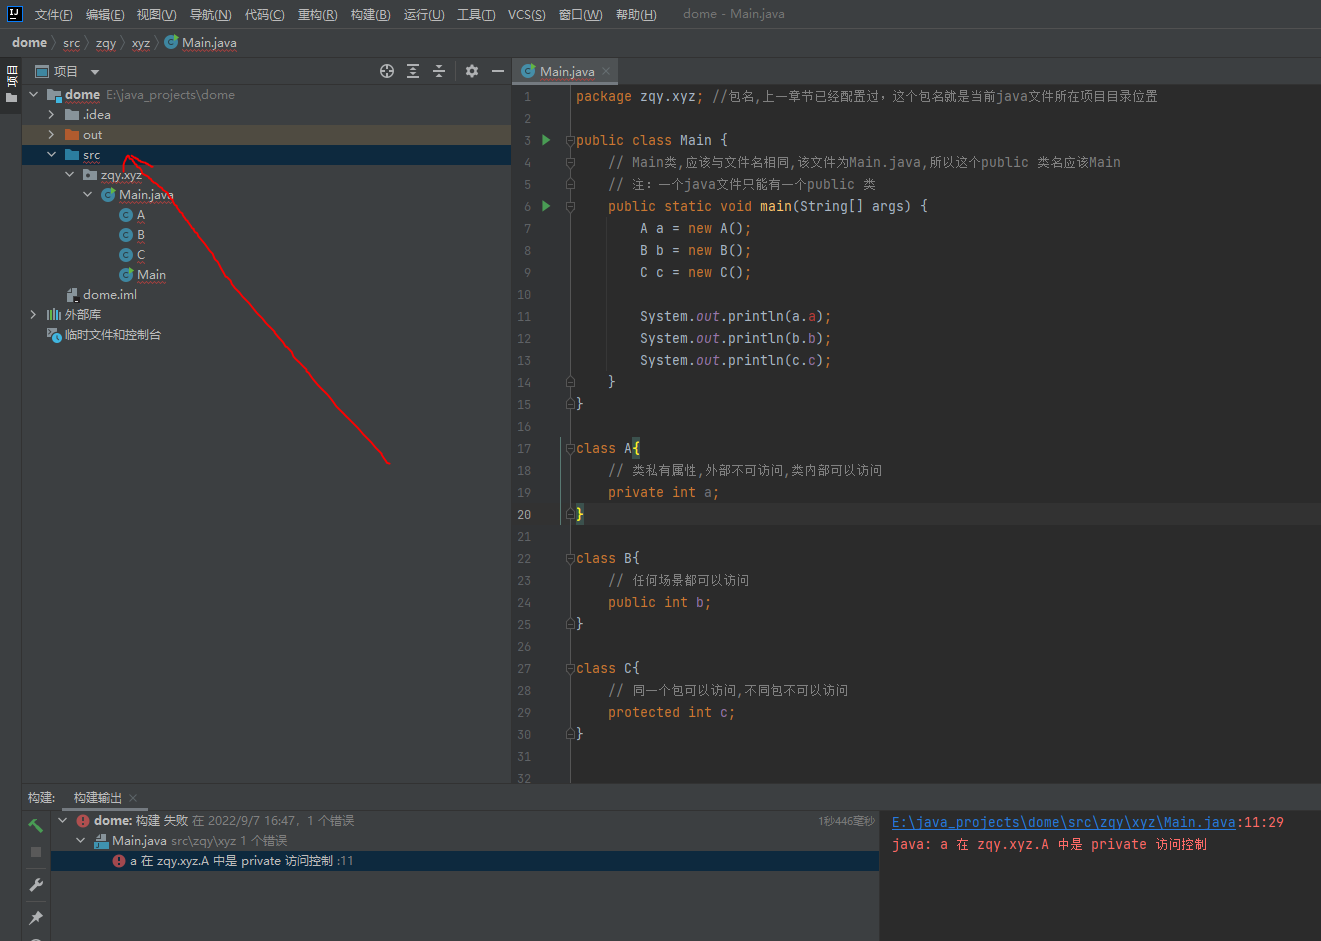 文件(F) 编辑(E) 视图(V) 导航(N) 代码(C) 重构(R) 构建(B) 运行(U) 工具(T) VCS(S) 窗口(W) 帮助(H) dome - Main.java
dome src zqy xyz Main.java
项目
项目
dome E:\java_projects\dome
.idea
out
src
zqy.xyz
Main.java
A
B
C
Main
dome.iml
外部库
临时文件和控制台
Main.java
1 package zqy.xyz; //包名,上一章节已经配置过，这个包名就是当前java文件所在项目目录位置
2
3 public class Main {
4 // Main类,应该与文件名相同,该文件为Main.java,所以这个public 类名应该Main
5 // 注：一个java文件只能有一个public 类
6 public static void main(String[] args) {
7 A a = new A();
8 B b = new B();
9 C c = new C();
10
11 System.out.println(a.a);
12 System.out.println(b.b);
13 System.out.println(c.c);
14 }
15 }
16
17 class A{
18 // 类私有属性,外部不可访问,类内部可以访问
19 private int a;
20 }
21
22 class B{
23 // 任何场景都可以访问
24 public int b;
25 }
26
27 class C{
28 // 同一个包可以访问,不同包不可以访问
29 protected int c;
30 }
31
32
构建: 构建输出
dome: 构建 失败 在 2022/9/7 16:47，1 个错误 1秒446毫秒
Main.java src\zqy\xyz 1 个错误
a 在 zqy.xyz.A 中是 private 访问控制 :11
E:\java_projects\dome\src\zqy\xyz\Main.java:11:29
java: a 在 zqy.xyz.A 中是 private 访问控制